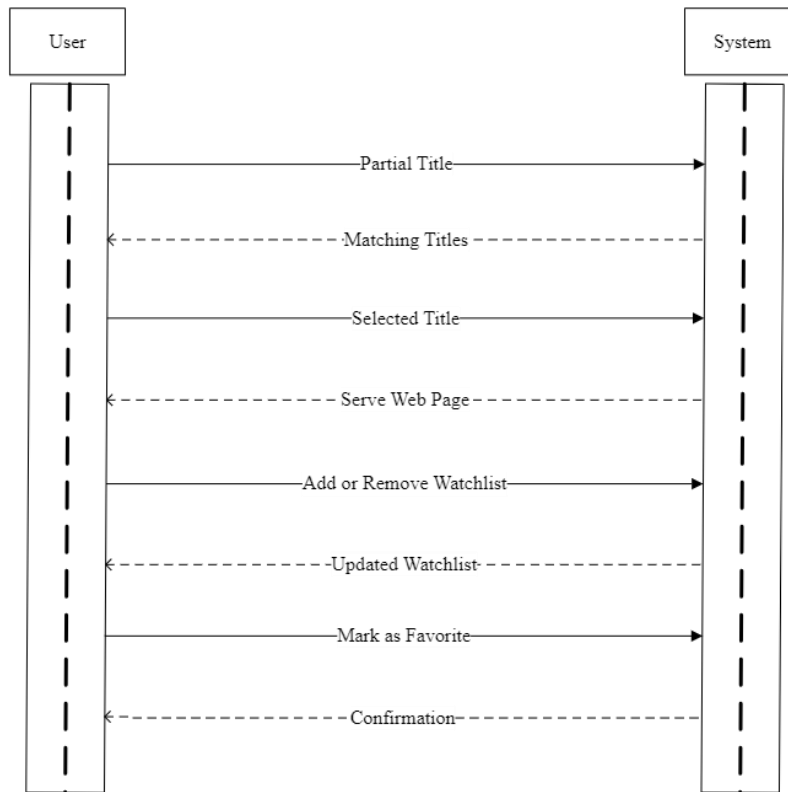 User
System
Partial Title
Matching Titles
Selected Title
Serve Web Page
Add or Remove Watchlist
Updated Watchlist
Mark as Favorite
Confirmation